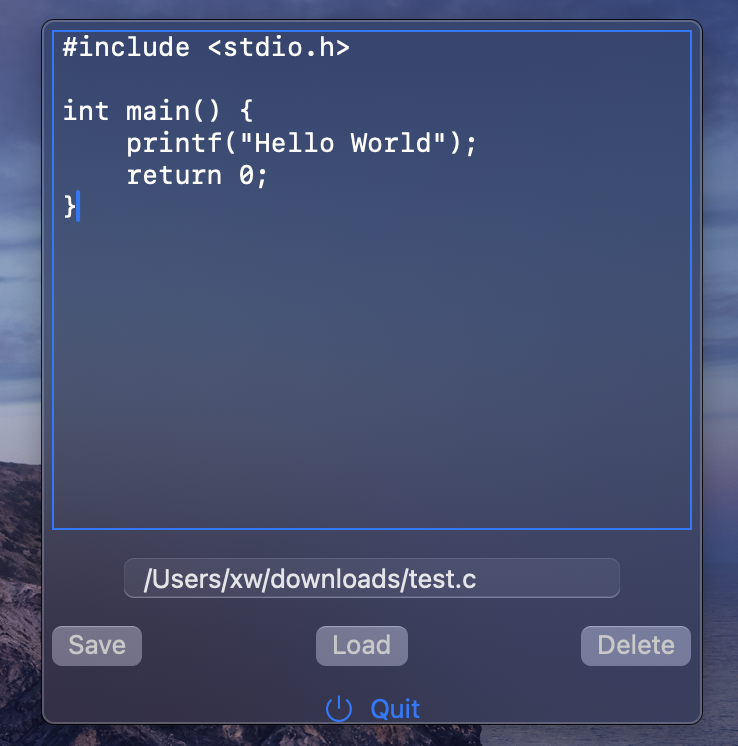 #include <stdio.h>

int main() {
    printf("Hello World");
    return 0;
}
/Users/xw/downloads/test.c
Save
Load
Delete
Quit